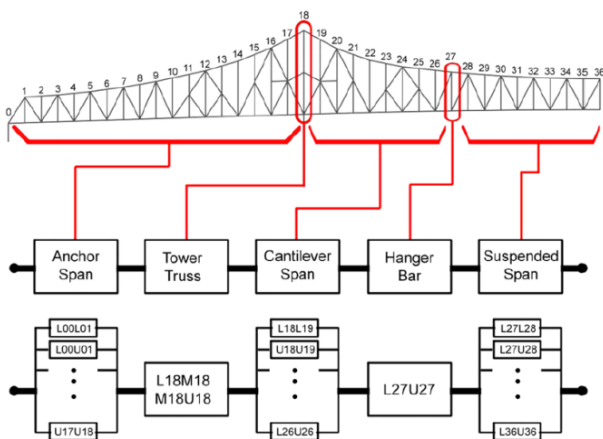 0 1 2 3 4 5 6 7 8 9 10 11 12 13 14 15 16 17 18 19 20 21 22 23 24 25 26 27 28 29 30 31 32 33 34 35 36
Anchor
Span
Tower
Truss
Cantilever
Span
Hanger
Bar
Suspended
Span
L00L01
L00U01
U17U18
L18M18
M18U18
L18L19
U18U19
L26U26
L27U27
L27L28
L27U28
L36U36